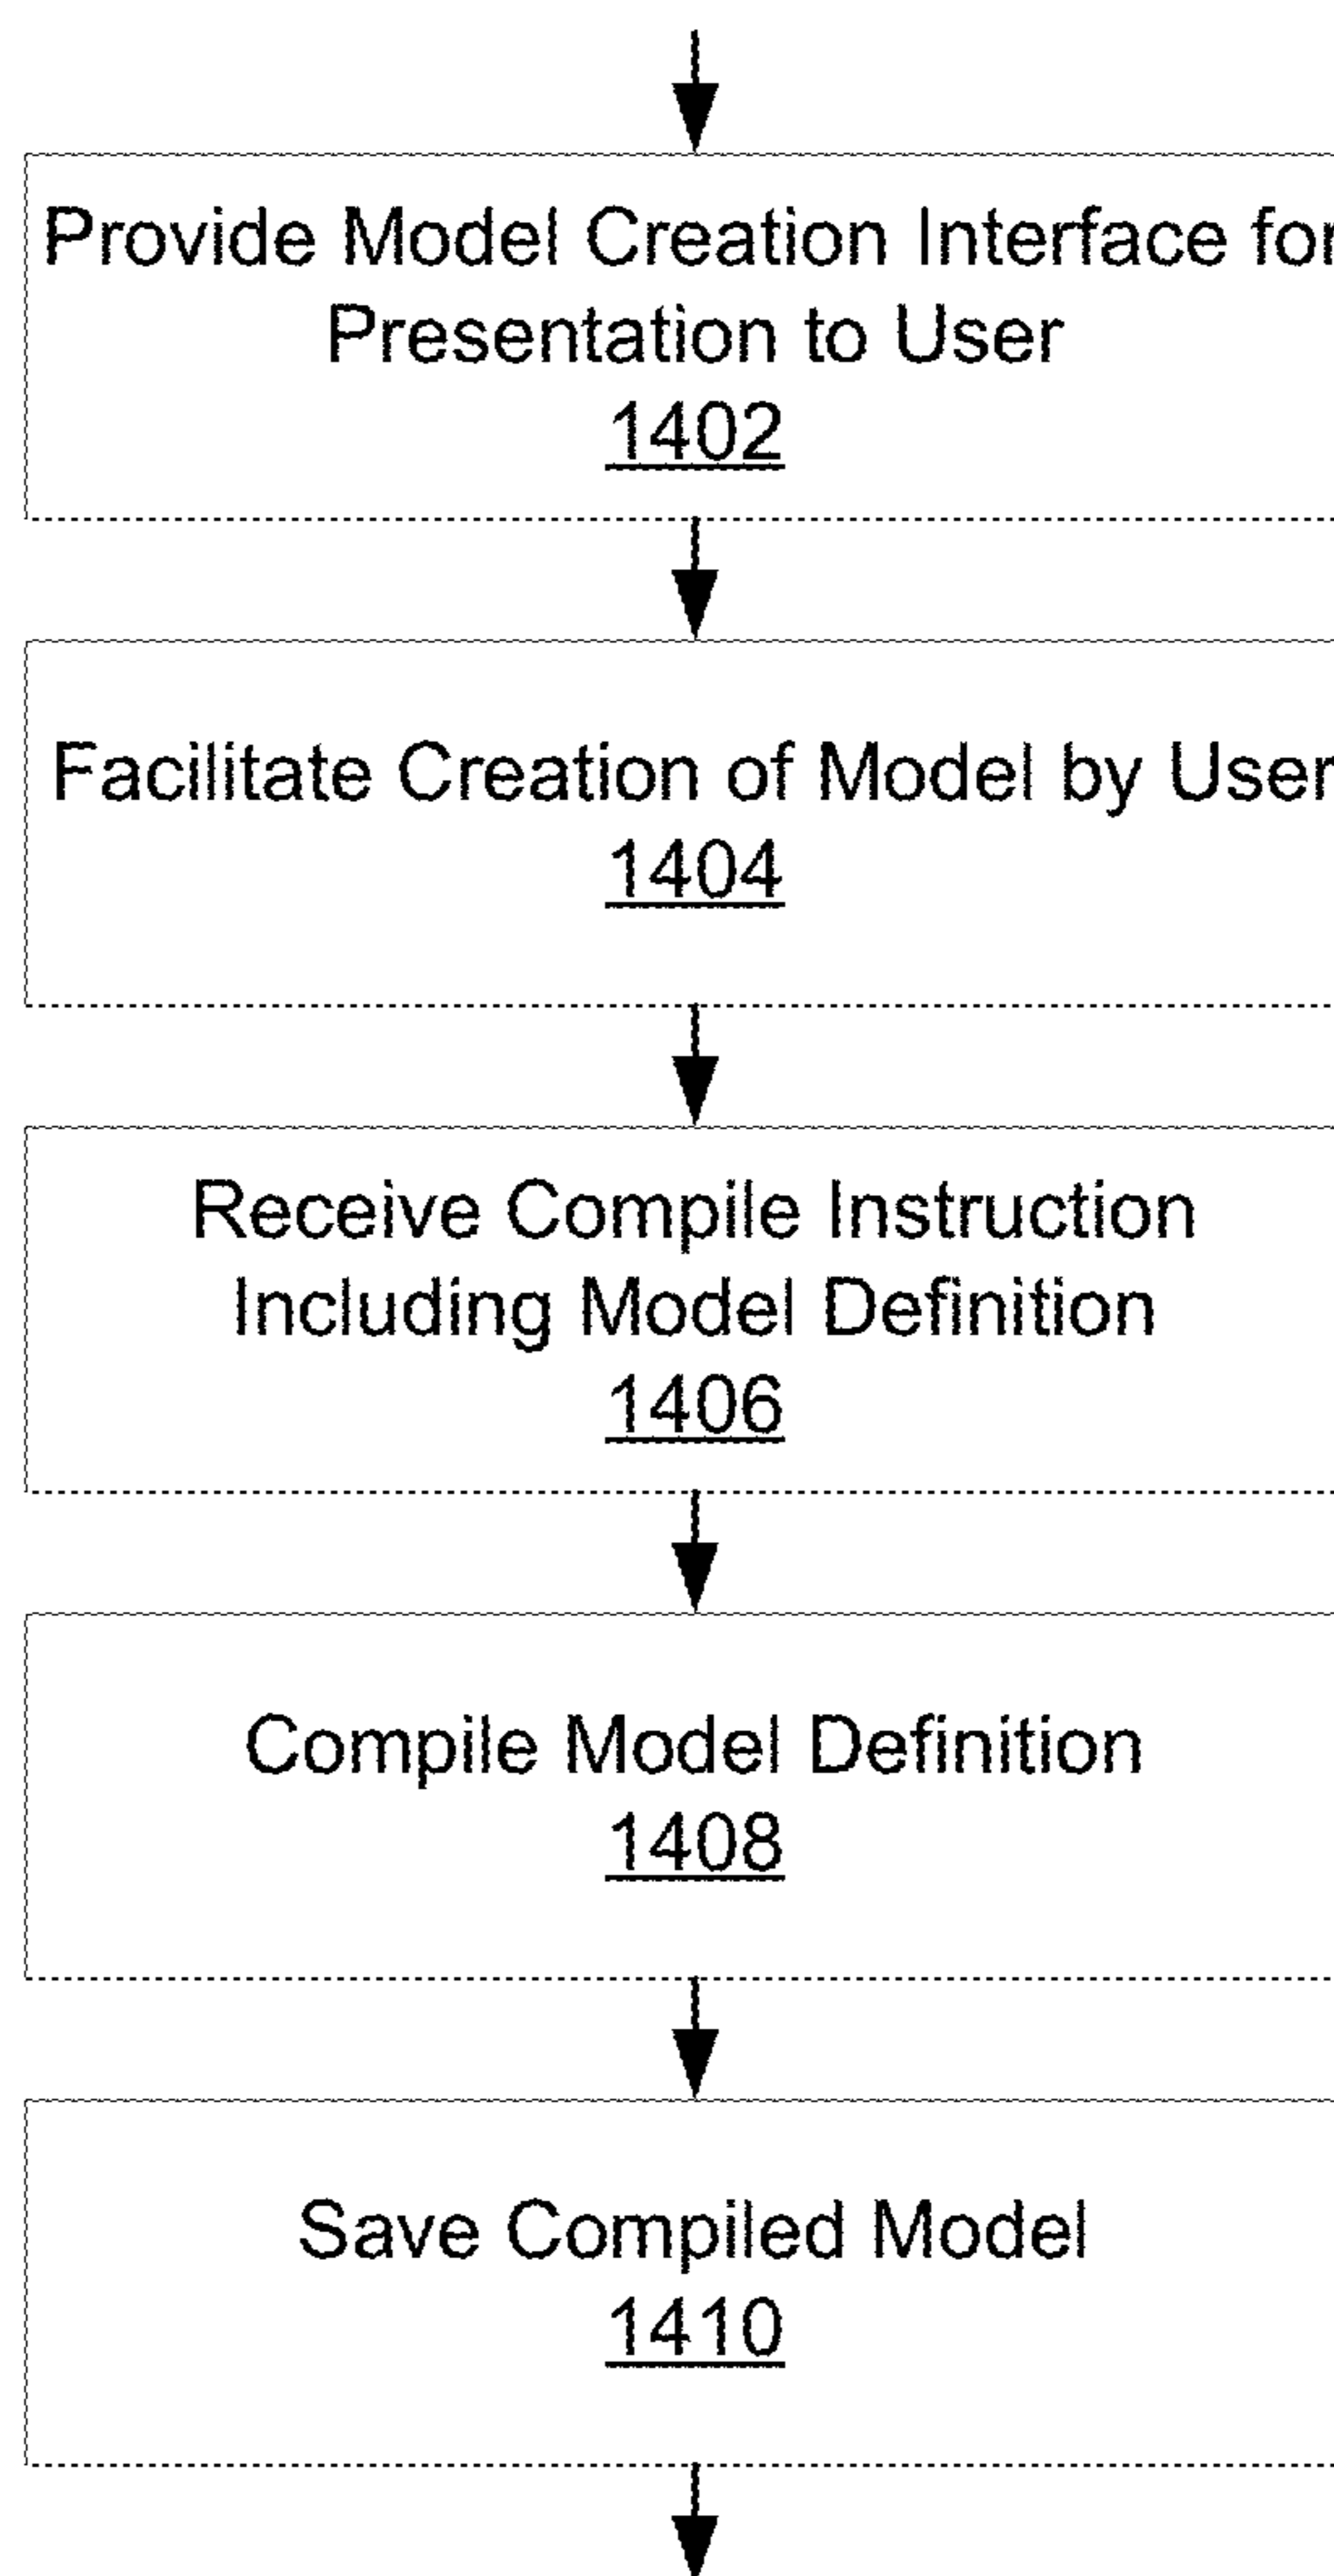 Provide Model Creation Interface for
Presentation to User
1402
Facilitate Creation of Model by User
1404
Receive Compile Instruction
Including Model Definition
1406
Compile Model Definition
1408
Save Compiled Model
1410